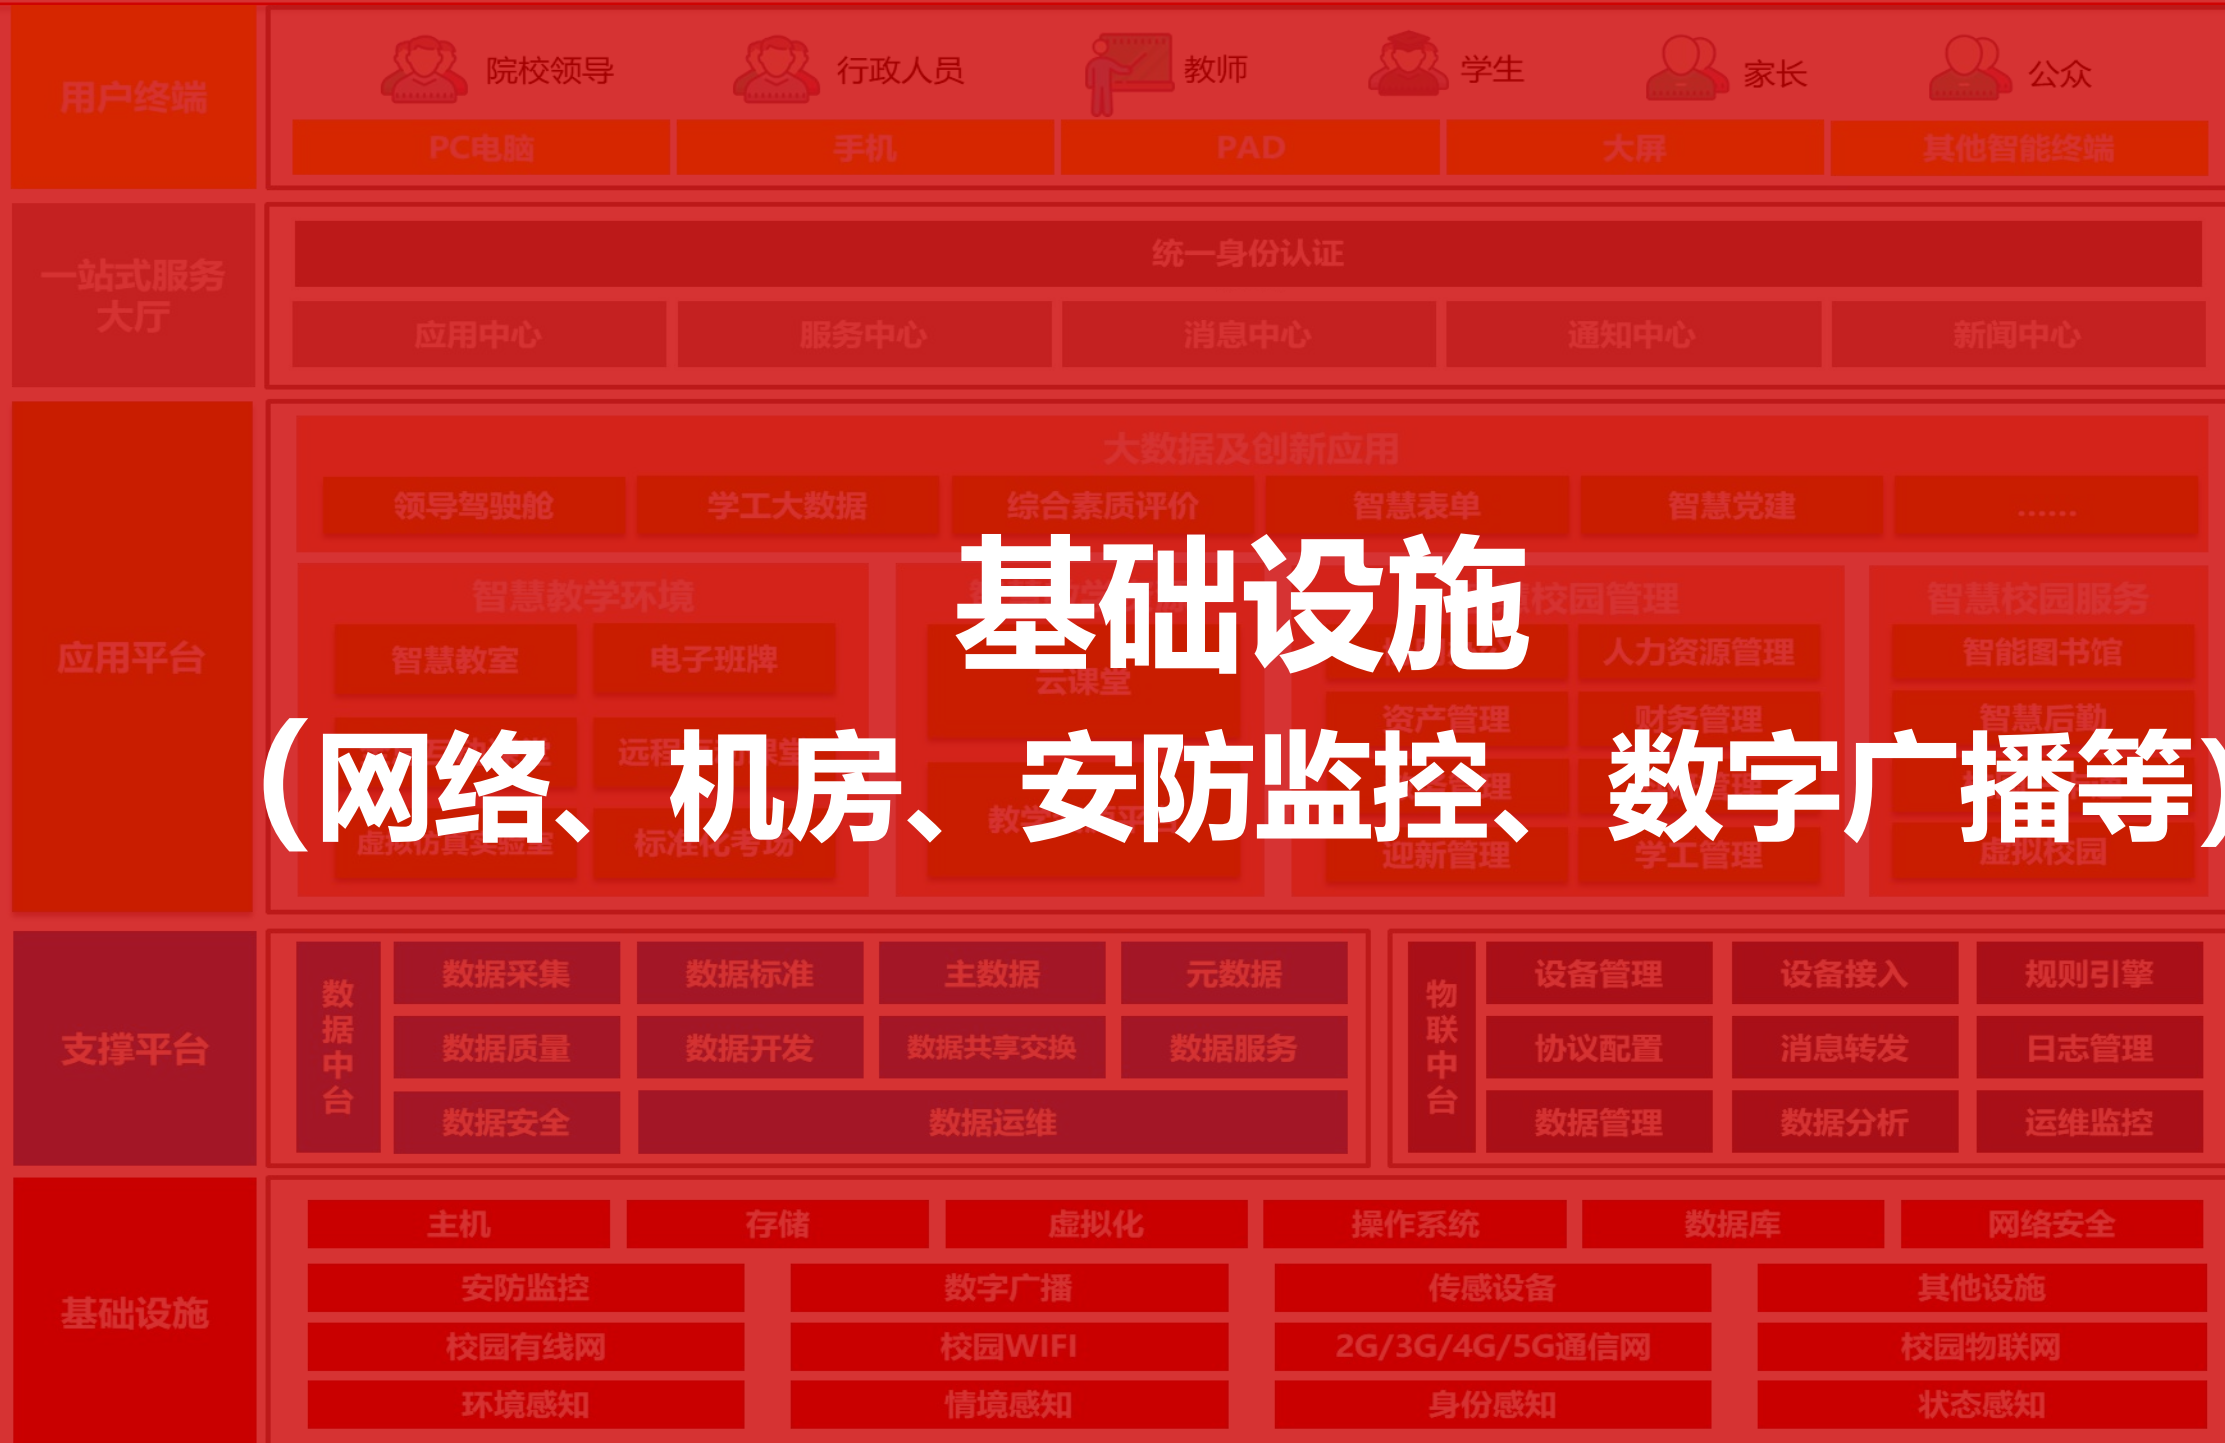 用户终端
院校领导 行政人员 教师 学生 家长 公众
PC电脑 手机 PAD 大屏 其他智能终端
一站式服务
大厅
统一身份认证
应用中心 服务中心 消息中心 通知中心 新闻中心
应用平台
大数据及创新应用
领导驾驶舱 学工大数据 综合素质评价 智慧表单 智慧党建 ......
基础设施
（网络、机房、安防监控、数字广播等）
智慧教学环境
智慧教室 电子班牌
虚拟仿真实验室 标准化考场
云课堂
校园管理
人力资源管理
资产管理 财务管理
迎新管理 学工管理
智慧校园服务
智能图书馆
智慧后勤
虚拟校园
支撑平台
数据中台
数据采集 数据标准 主数据 元数据
数据质量 数据开发 数据共享交换 数据服务
数据安全 数据运维
物联中台
设备管理 设备接入 规则引擎
协议配置 消息转发 日志管理
数据管理 数据分析 运维监控
基础设施
主机 存储 虚拟化 操作系统 数据库 网络安全
安防监控 数字广播 传感设备 其他设施
校园有线网 校园WIFI 2G/3G/4G/5G通信网 校园物联网
环境感知 情境感知 身份感知 状态感知